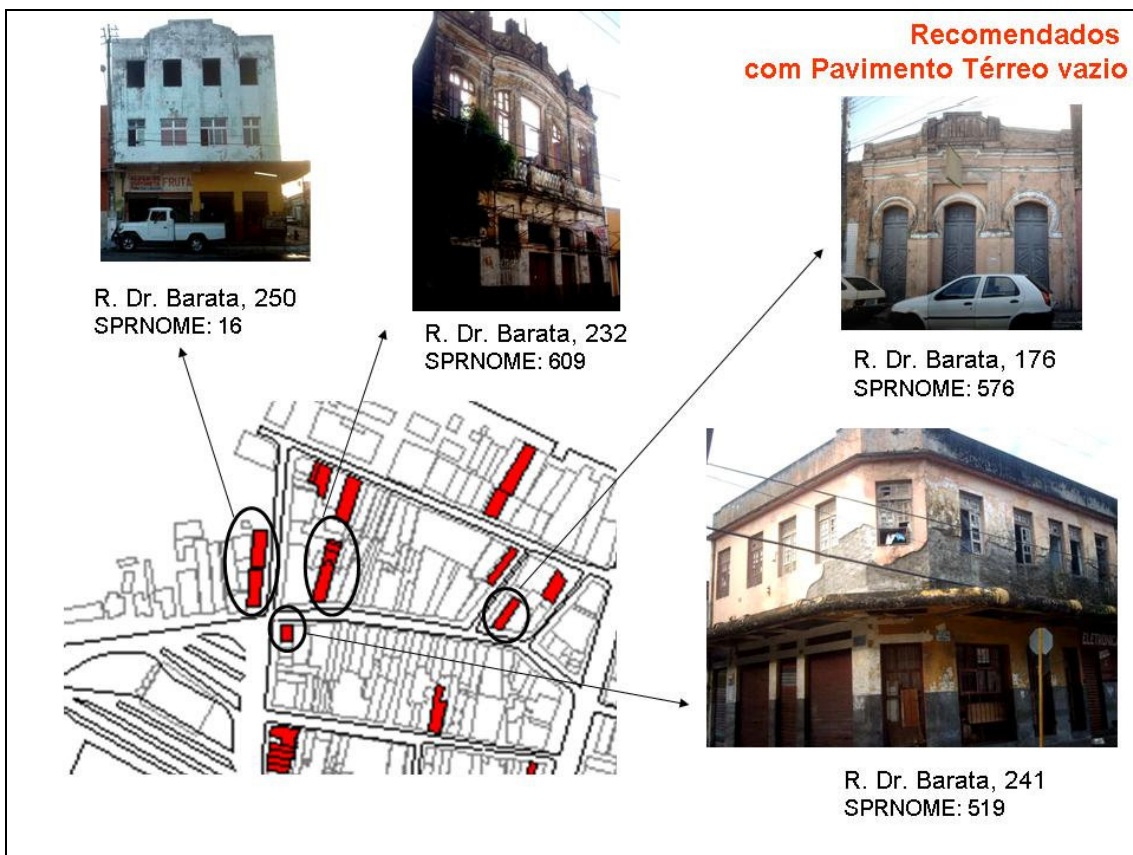 Recomendados
com Pavimento Térreo vazio
FRUTA
R. Dr. Barata, 250
SPRNOME: 16
R. Dr. Barata, 232
SPRNOME: 609
R. Dr. Barata, 176
SPRNOME: 576
R. Dr. Barata, 241
SPRNOME: 519